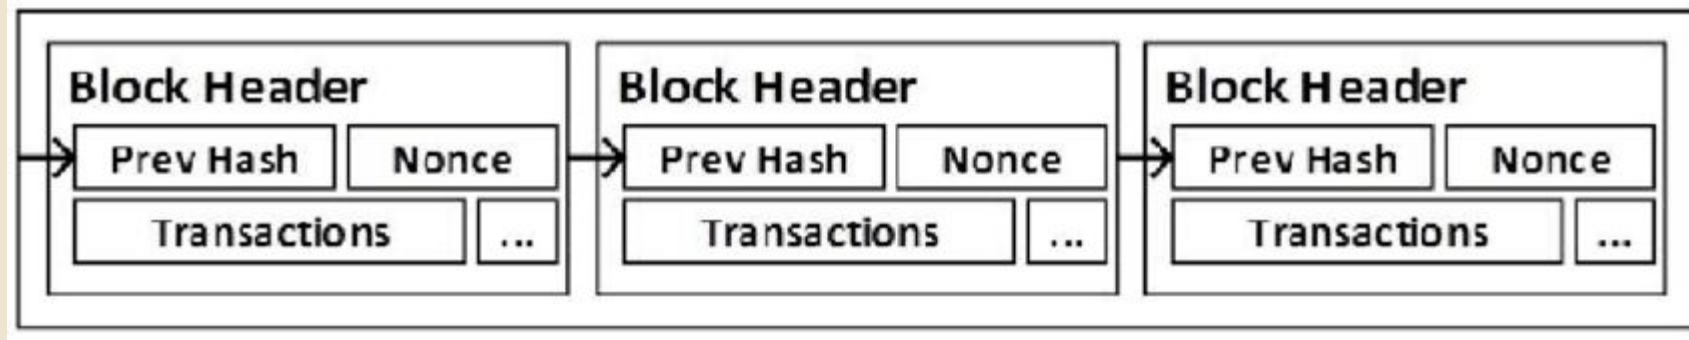 Block Header Block Header Block Header
Prev Hash Nonce Prev Hash Nonce Prev Hash Nonce
Transactions ... Transactions ... Transactions ...